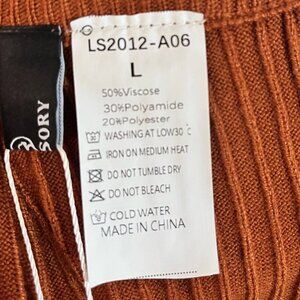 LS2012-A06
L
50%Viscose
30%Polyamide
20%Polyester
WASHING AT LOW30°C
IRON ON MEDIUM HEAT
DO NOT TUMBLE DRY
DO NOT BLEACH
COLD WATER
MADE IN CHINA
SORY